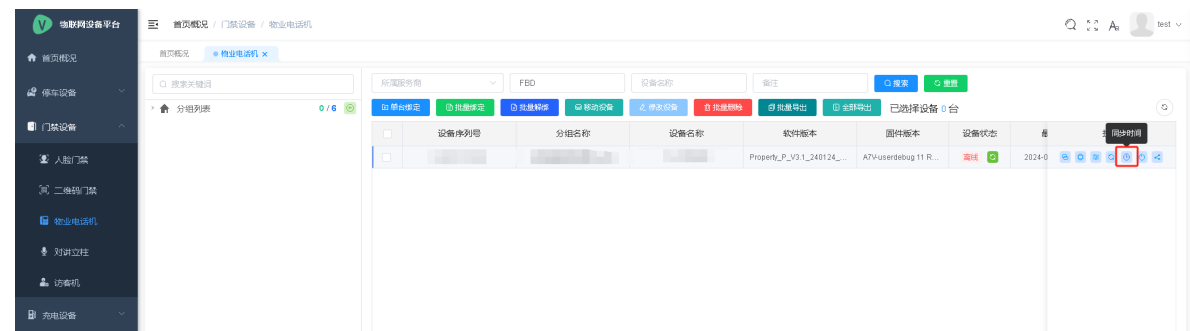 V 物联网设备平台
首页概况 / 门禁设备 / 物业电话机
test
首页概况
停车设备
门禁设备
人脸门禁
二维码门禁
物业电话机
对讲立柱
访客机
充电设备
首页概况 物业电话机 ×
搜索关键词
分组列表 0 / 6
所属服务商 FBD 设备名称 备注 搜索 重置
单台绑定 批量绑定 批量解绑 移动设备 修改设备 批量删除 批量导出 全部导出 已选择设备 0 台
同步时间
设备序列号 分组名称 设备名称 软件版本 固件版本 设备状态
Property_P_V3.1_240124_... A7V-userdebug 11 R... 离线 2024-0